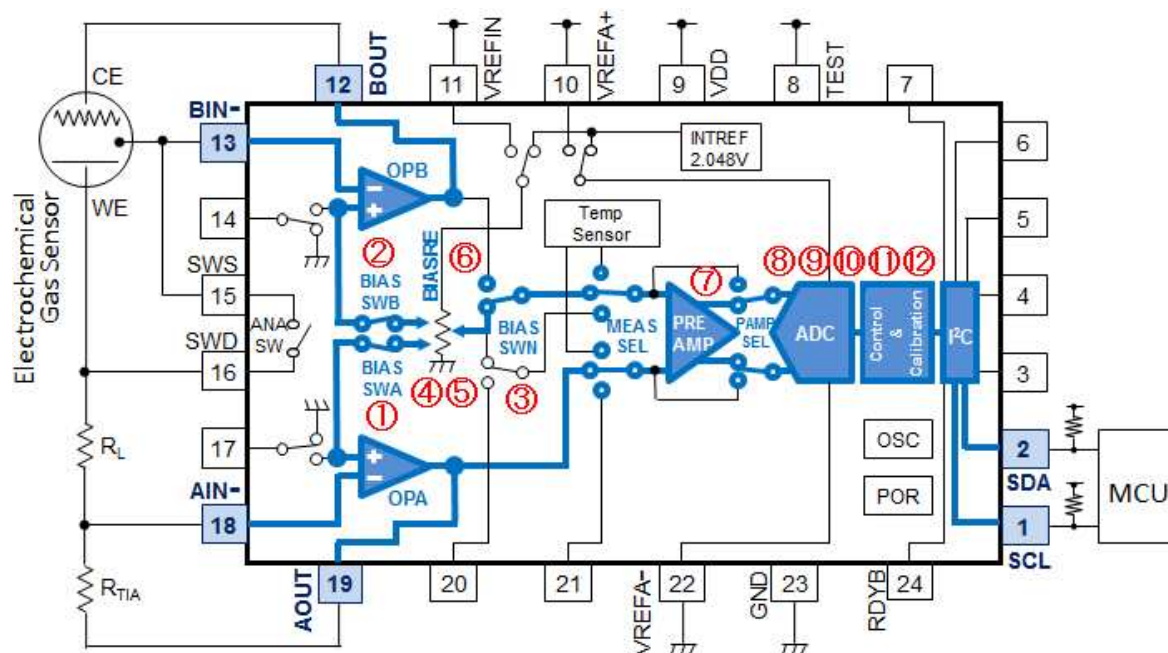 CE
WE
Electrochemical
Gas Sensor
R_L
R_TIA
BIN-
AIN-
SWS
SWD
ANA
SW
12
BOUT
11
VREFIN
10
VREFA+
9
VDD
8
TEST
7
13
14
15
16
17
18
6
5
4
3
2
SDA
1
SCL
MCU
19
AOUT
20
21
22
VREFA-
23
GND
24
RDYB
OPB
INTREF
2.048V
Temp
Sensor
②
BIAS
SWB
BIASRE
⑥
⑦
⑧⑨⑩⑪⑫
BIAS
SWN
MEAS
SEL
PRE
AMP
PAMP
SEL
ADC
Control
&
Calibration
I²C
BIAS
SWA
④⑤
③
①
OPA
OSC
POR